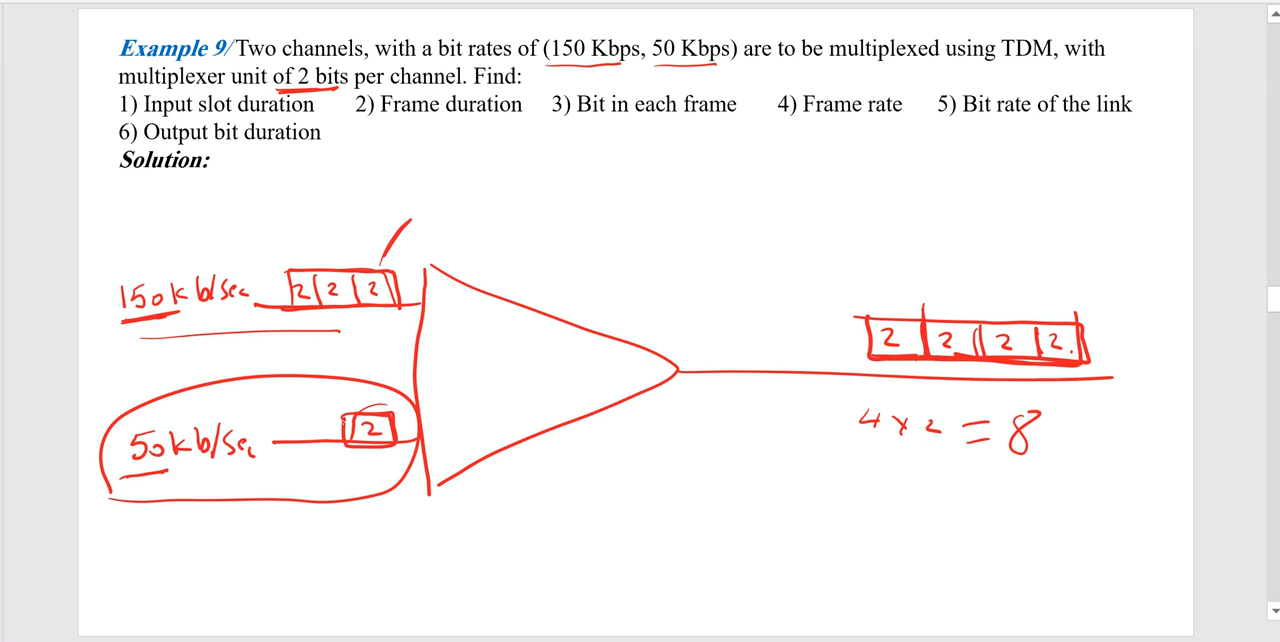 Example 9/Two channels, with a bit rates of (150 Kbps, 50 Kbps) are to be multiplexed using TDM, with
multiplexer unit of 2 bits per channel. Find:
1) Input slot duration 2) Frame duration 3) Bit in each frame 4) Frame rate 5) Bit rate of the link
6) Output bit duration
Solution:
150k b/sec 2 2 2
2 2 2 2
50kb/sec 2
4 x 2 = 8